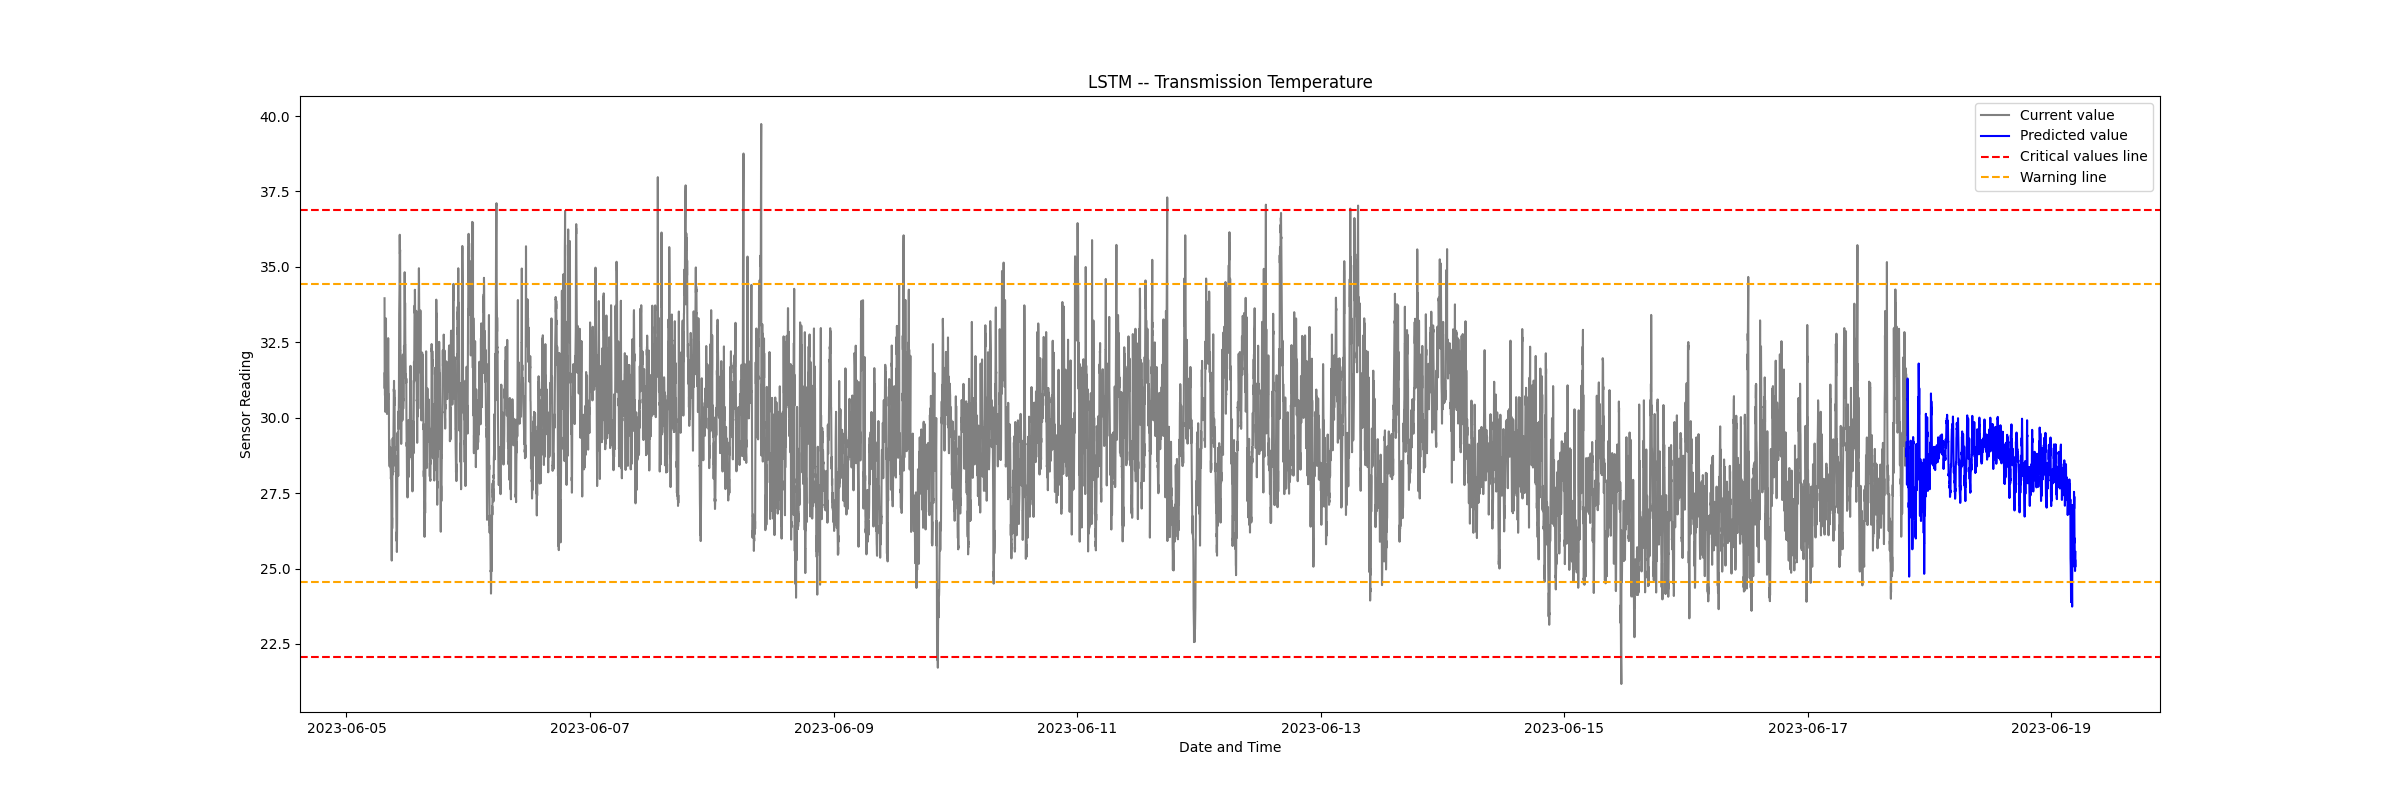 LSTM -- Transmission Temperature
Current value
Predicted value
Critical values line
Warning line
40.0
37.5
35.0
32.5
30.0
27.5
25.0
22.5
Sensor Reading
2023-06-05
2023-06-07
2023-06-09
2023-06-11
2023-06-13
2023-06-15
2023-06-17
2023-06-19
Date and Time